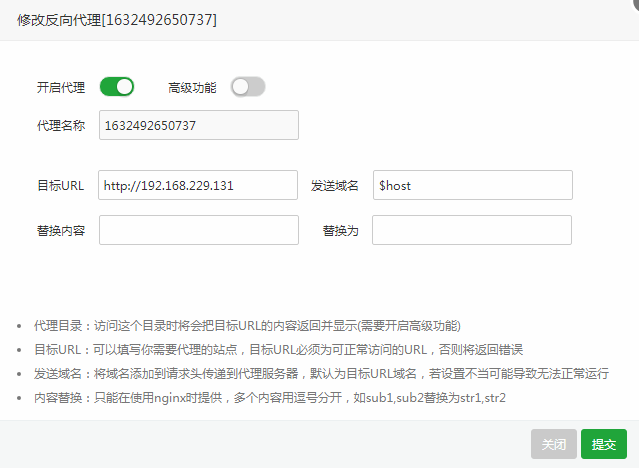 修改反向代理[1632492650737]
开启代理 高级功能
代理名称 1632492650737
目标URL http://192.168.229.131 发送域名 $host
替换内容 替换为
代理目录：访问这个目录时将会把目标URL的内容返回并显示(需要开启高级功能)
目标URL：可以填写你需要代理的站点，目标URL必须为可正常访问的URL，否则将返回错误
发送域名：将域名添加到请求头传递到代理服务器，默认为目标URL域名，若设置不当可能导致无法正常运行
内容替换：只能在使用nginx时提供，多个内容用逗号分开，如sub1,sub2替换为str1,str2
关闭 提交